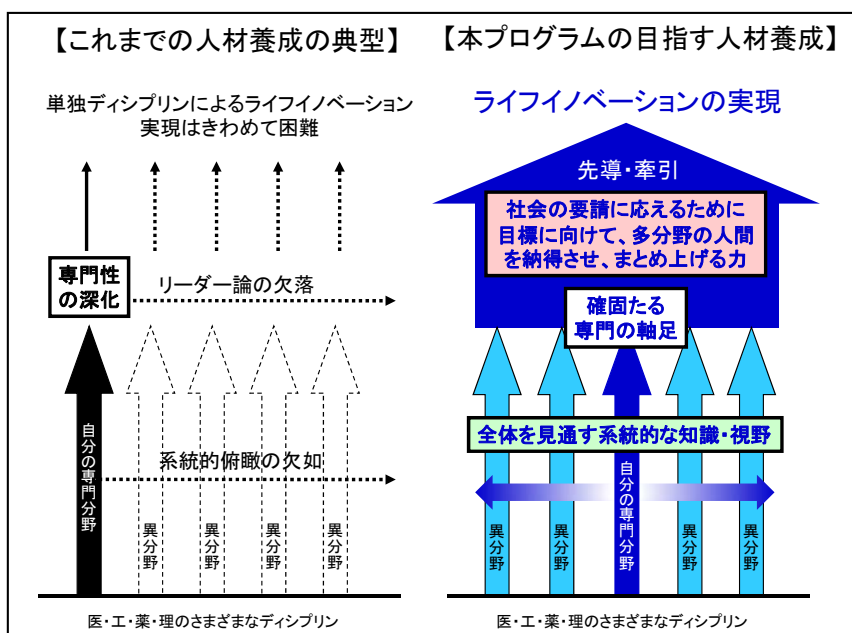 【これまでの人材養成の典型】
単独ディシプリンによるライフイノベーション
実現はきわめて困難
専門性
の深化
リーダー論の欠落
自分の専門分野
系統的俯瞰の欠如
異分野
異分野
異分野
異分野
医・工・薬・理のさまざまなディシプリン
【本プログラムの目指す人材養成】
ライフイノベーションの実現
先導・牽引
社会の要請に応えるために
目標に向けて、多分野の人間
を納得させ、まとめ上げる力
確固たる
専門の軸足
全体を見通す系統的な知識・視野
異分野
異分野
自分の専門分野
異分野
異分野
医・工・薬・理のさまざまなディシプリン